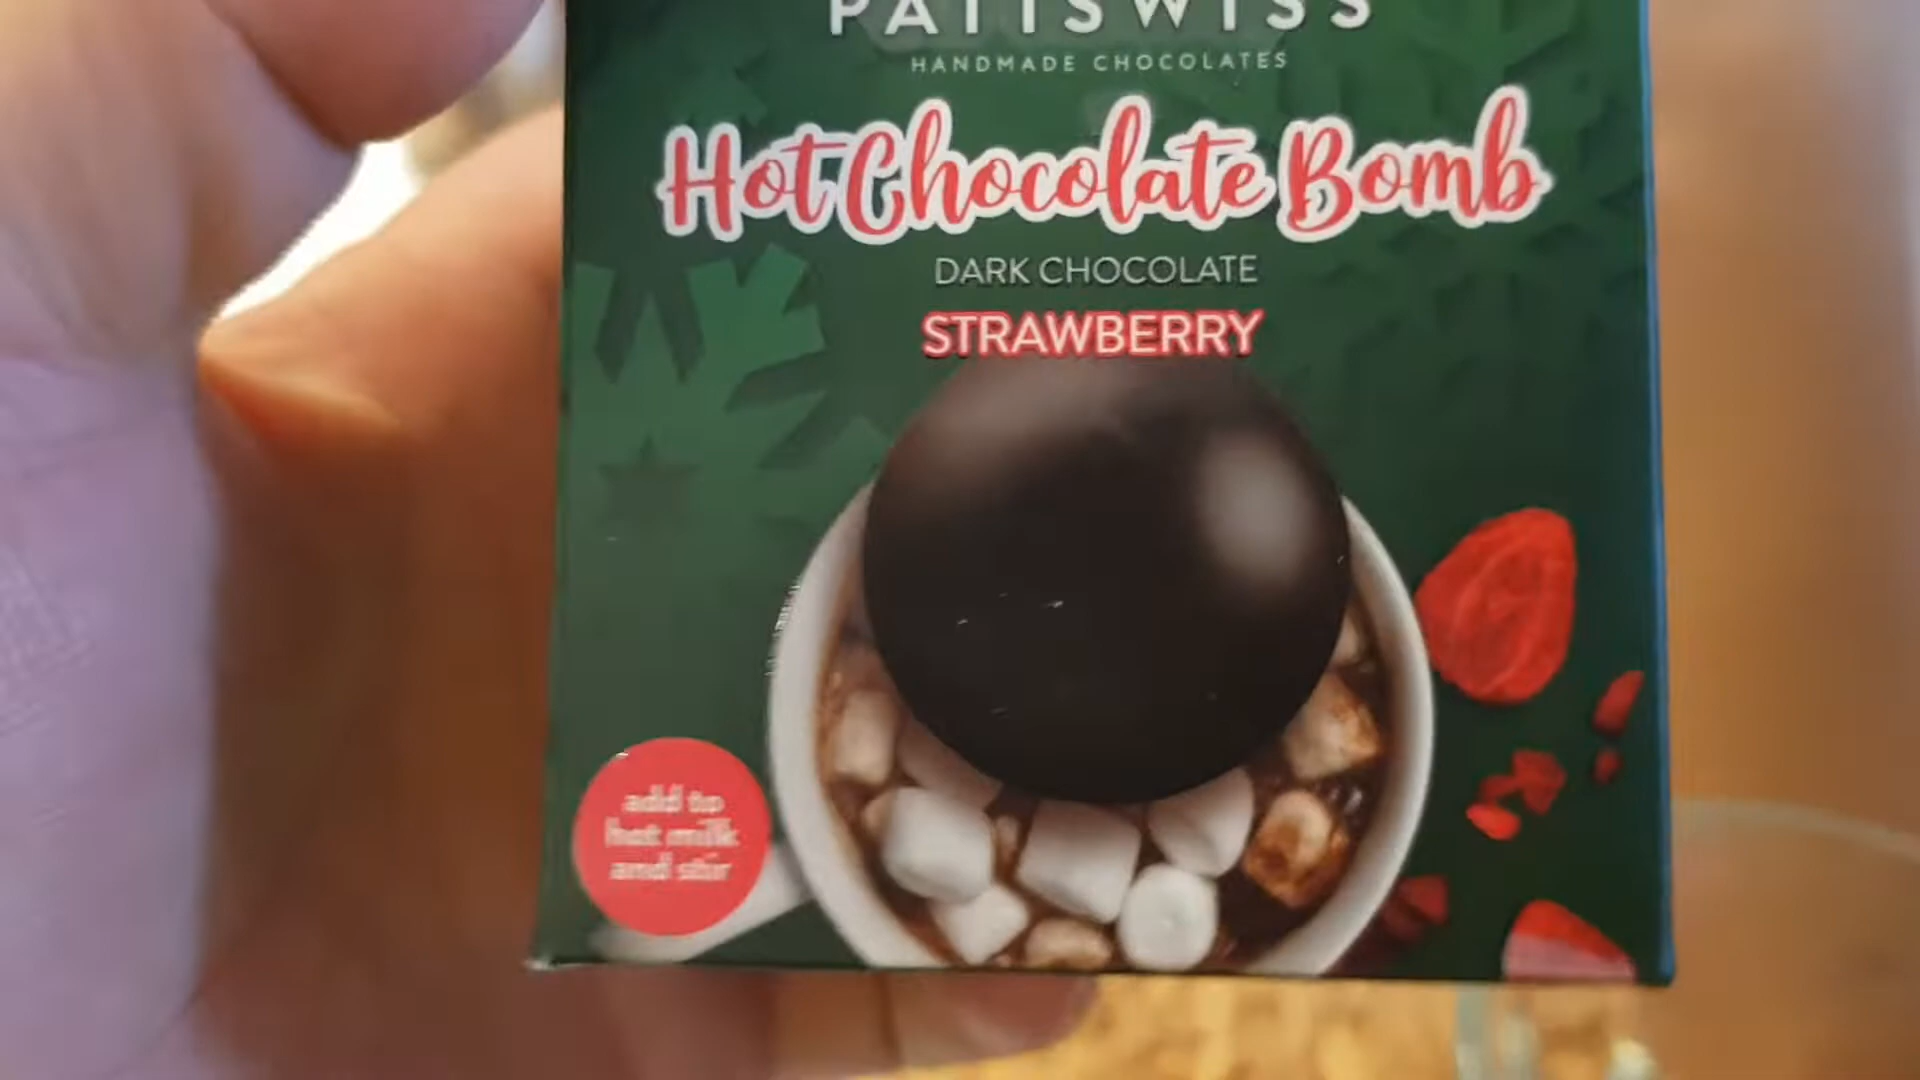 PATISWISS
HANDMADE CHOCOLATES
Hot Chocolate Bomb
DARK CHOCOLATE
STRAWBERRY
add to
hot milk
and stir